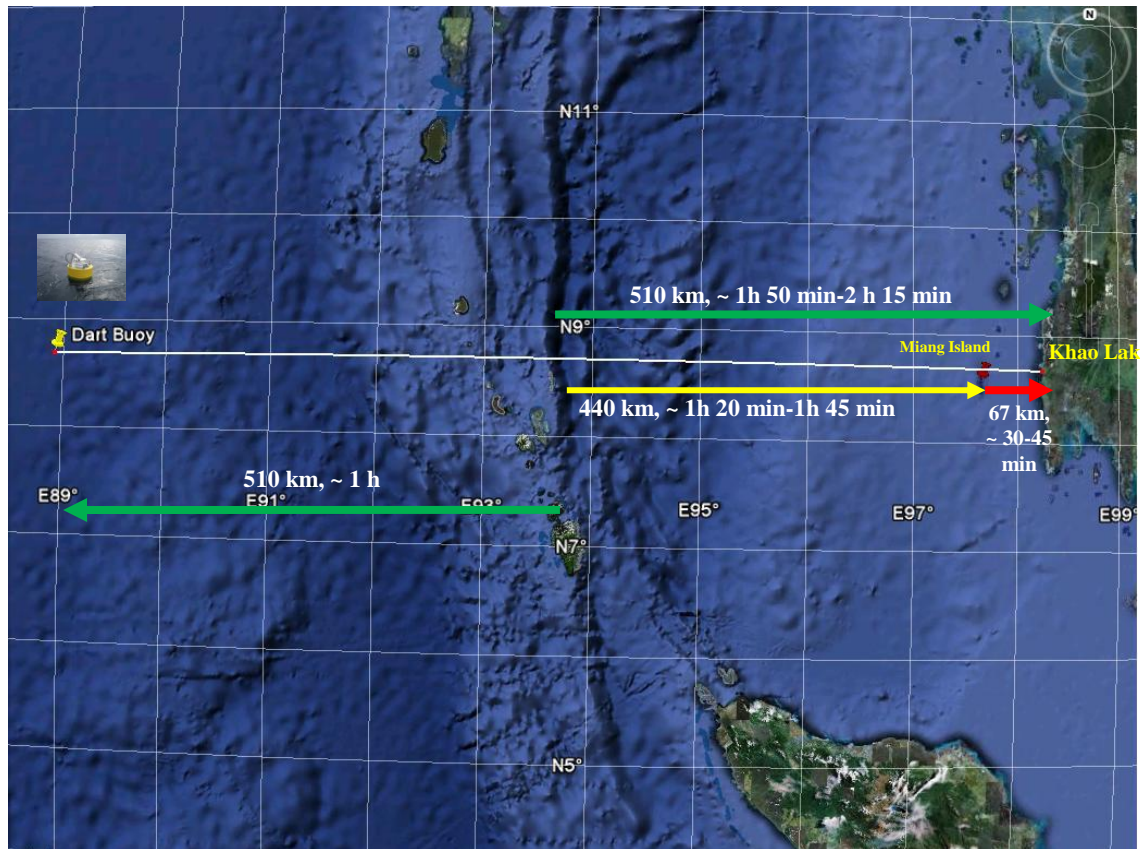 N
N11°
510 km, ~ 1h 50 min-2 h 15 min
N9°
Dart Buoy
Miang Island
Khao Lak
440 km, ~ 1h 20 min-1h 45 min
67 km,
~ 30-45
min
510 km, ~ 1 h
E89°
E91°
E93°
E95°
E97°
E99°
N7°
N5°